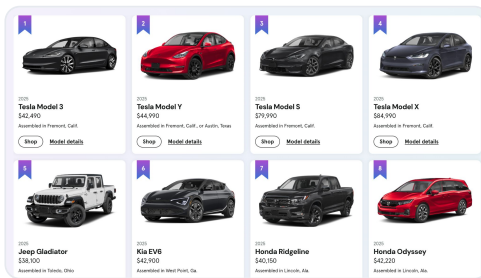 1
2
3
4
2025
2025
2025
2025
Tesla Model 3
Tesla Model Y
Tesla Model S
Tesla Model X
$42,490
$44,990
$79,990
$84,990
Assembled in Fremont, Calif.
Assembled in Fremont, Calif., or Austin, Texas
Assembled in Fremont, Calif.
Assembled in Fremont, Calif.
Shop Model details
Shop Model details
Shop Model details
Shop Model details
5
6
7
8
2025
2025
2025
2025
Jeep Gladiator
Kia EV6
Honda Ridgeline
Honda Odyssey
$38,100
$42,900
$40,150
$42,220
Assembled in Toledo, Ohio
Assembled in West Point, Ga.
Assembled in Lincoln, Ala.
Assembled in Lincoln, Ala.